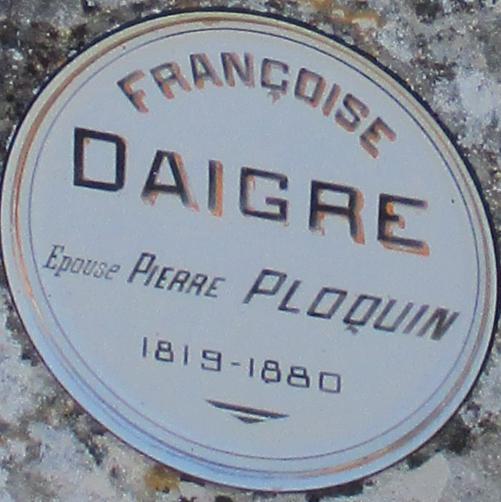 FRANÇOISE
DAIGRE
Epouse PIERRE PLOQUIN
1819-1880